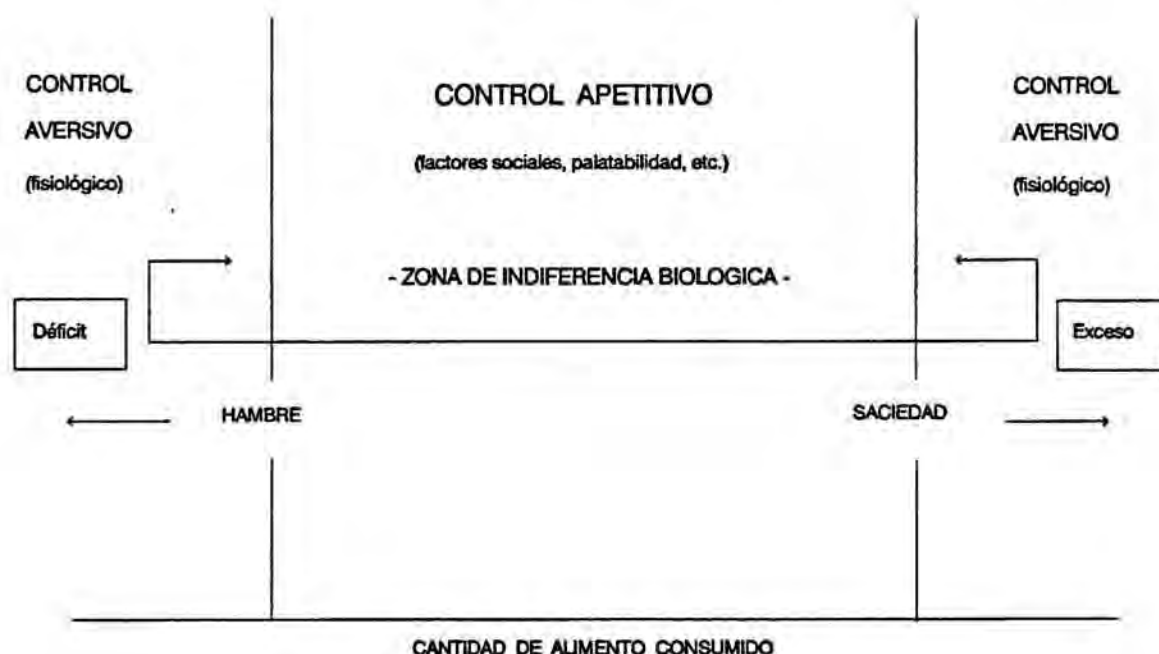 CONTROL
AVERSIVO
(fisiológico)
CONTROL APETITIVO
(factores sociales, palatabilidad, etc.)
CONTROL
AVERSIVO
(fisiológico)
- ZONA DE INDIFERENCIA BIOLOGICA -
Déficit
Exceso
HAMBRE
SACIEDAD
CANTIDAD DE ALIMENTO CONSUMIDO